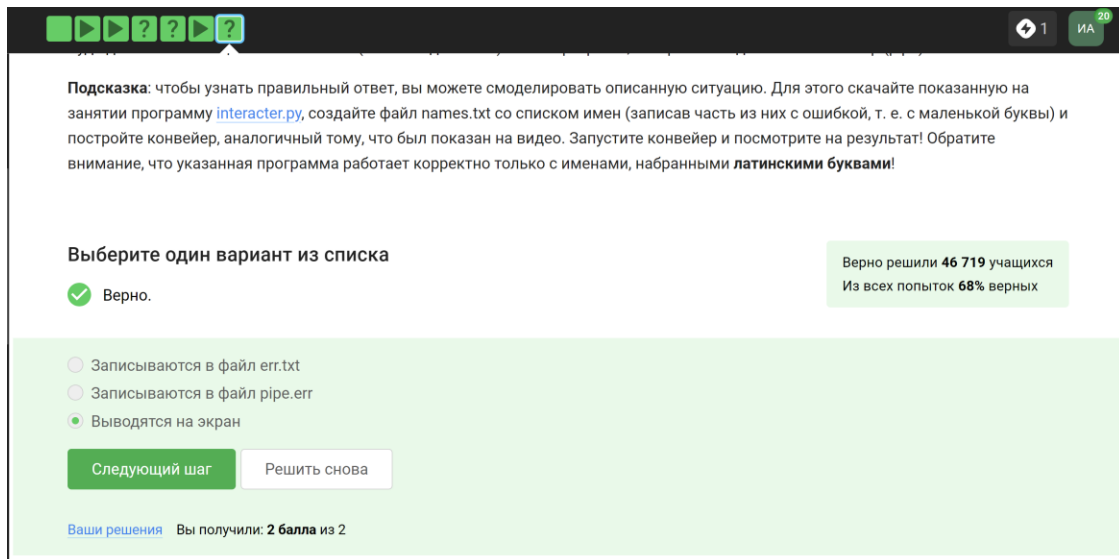 ? ? ?
1
ИА
20
Подсказка: чтобы узнать правильный ответ, вы можете смоделировать описанную ситуацию. Для этого скачайте показанную на
занятии программу interacter.py, создайте файл names.txt со списком имен (записав часть из них с ошибкой, т. е. с маленькой буквы) и
постройте конвейер, аналогичный тому, что был показан на видео. Запустите конвейер и посмотрите на результат! Обратите
внимание, что указанная программа работает корректно только с именами, набранными латинскими буквами!
Выберите один вариант из списка
Верно.
Верно решили 46 719 учащихся
Из всех попыток 68% верных
Записываются в файл err.txt
Записываются в файл pipe.err
Выводятся на экран
Следующий шаг
Решить снова
Ваши решения Вы получили: 2 балла из 2